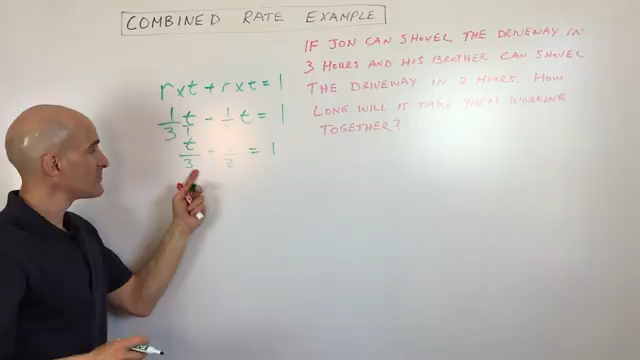 COMBINED RATE EXAMPLE
IF JON CAN SHOVEL THE DRIVEWAY IN
3 HOURS AND HIS BROTHER CAN SHOVEL
THE DRIVEWAY IN 2 HOURS. HOW
LONG WILL IT TAKE THEM WORKING
TOGETHER?
r x t + r x t = 1
1/3 t/1 + 1/2 t = 1
t/3 + t/2 = 1